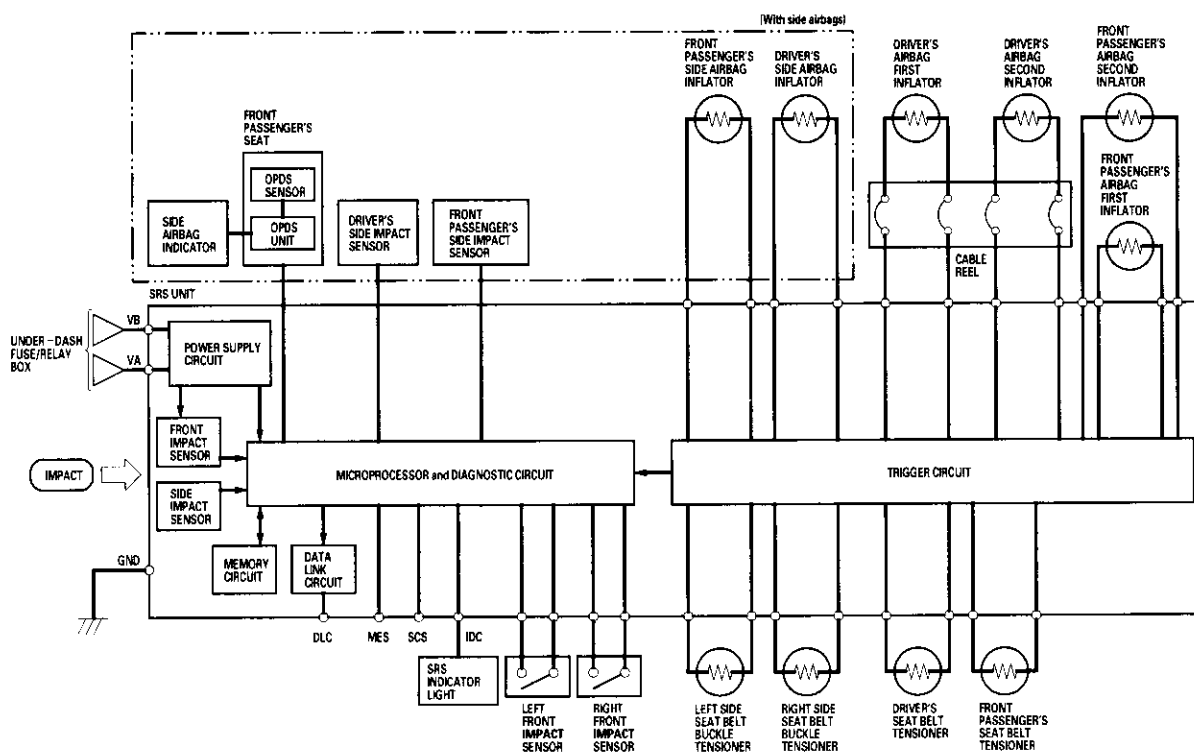 (With side airbags)
FRONT
PASSENGER'S
SIDE AIRBAG
INFLATOR
DRIVER'S
SIDE AIRBAG
INFLATOR
DRIVER'S
AIRBAG
FIRST
INFLATOR
DRIVER'S
AIRBAG
SECOND
INFLATOR
FRONT
PASSENGER'S
AIRBAG
SECOND
INFLATOR
FRONT
PASSENGER'S
AIRBAG
FIRST
INFLATOR
FRONT
PASSENGER'S
SEAT
OPDS
SENSOR
OPDS
UNIT
SIDE
AIRBAG
INDICATOR
DRIVER'S
SIDE IMPACT
SENSOR
FRONT
PASSENGER'S
SIDE IMPACT
SENSOR
CABLE
REEL
SRS UNIT
VB
VA
UNDER-DASH
FUSE/RELAY
BOX
POWER SUPPLY
CIRCUIT
FRONT
IMPACT
SENSOR
IMPACT
SIDE
IMPACT
SENSOR
MICROPROCESSOR and DIAGNOSTIC CIRCUIT
TRIGGER CIRCUIT
GND
MEMORY
CIRCUIT
DATA
LINK
CIRCUIT
DLC
MES
SCS
IDC
SRS
INDICATOR
LIGHT
LEFT
FRONT
IMPACT
SENSOR
RIGHT
FRONT
IMPACT
SENSOR
LEFT SIDE
SEAT BELT
BUCKLE
TENSIONER
RIGHT SIDE
SEAT BELT
BUCKLE
TENSIONER
DRIVER'S
SEAT BELT
TENSIONER
FRONT
PASSENGER'S
SEAT BELT
TENSIONER